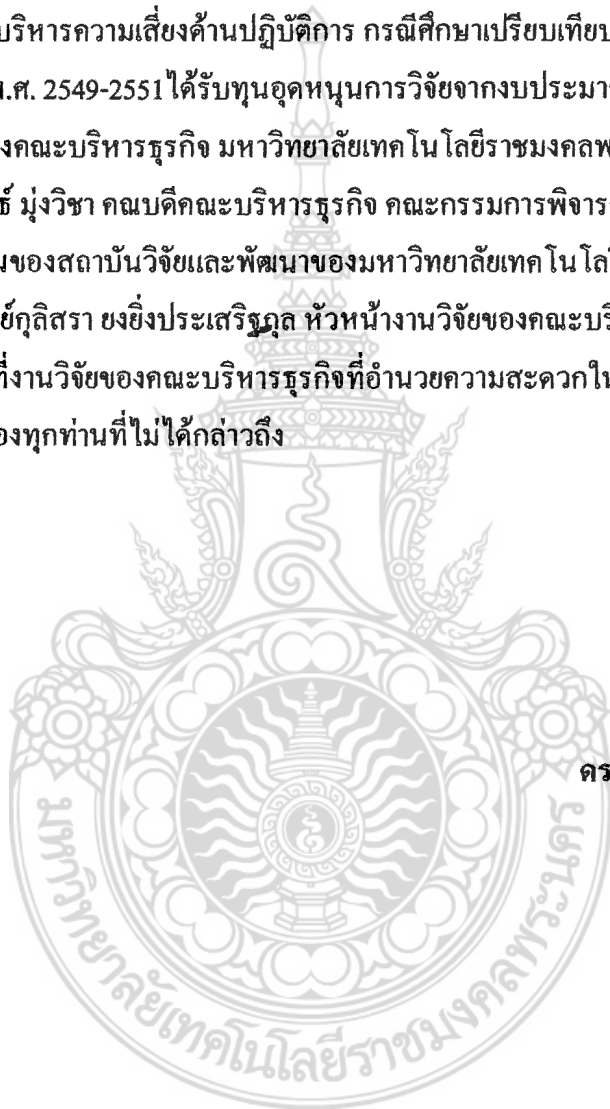 บริหารความเสี่ยงด้านปฏิบัติการ กรณีศึกษาเปรียบเทียบ
พ.ศ. 2549-2551ได้รับทุนอุดหนุนการวิจัยจากงบประมา
งคณะบริหารธุรกิจ มหาวิทยาลัยเทคโนโลยีราชมงคลพ
ธ์ มุ่งวิชา คณบดีคณะบริหารธุรกิจ คณะกรรมการพิจาร
นของสถาบันวิจัยและพัฒนาของมหาวิทยาลัยเทคโนโล
ย์กุลิสรา ยงยิ่งประเสริฐกุล หัวหน้างานวิจัยของคณะบริ
ที่งานวิจัยของคณะบริหารธุรกิจที่อำนวยความสะดวกใน
องทุกท่านที่ไม่ได้กล่าวถึง
ดร
มหาวิทยาลัยเทคโนโลยีราชมงคลพระนคร